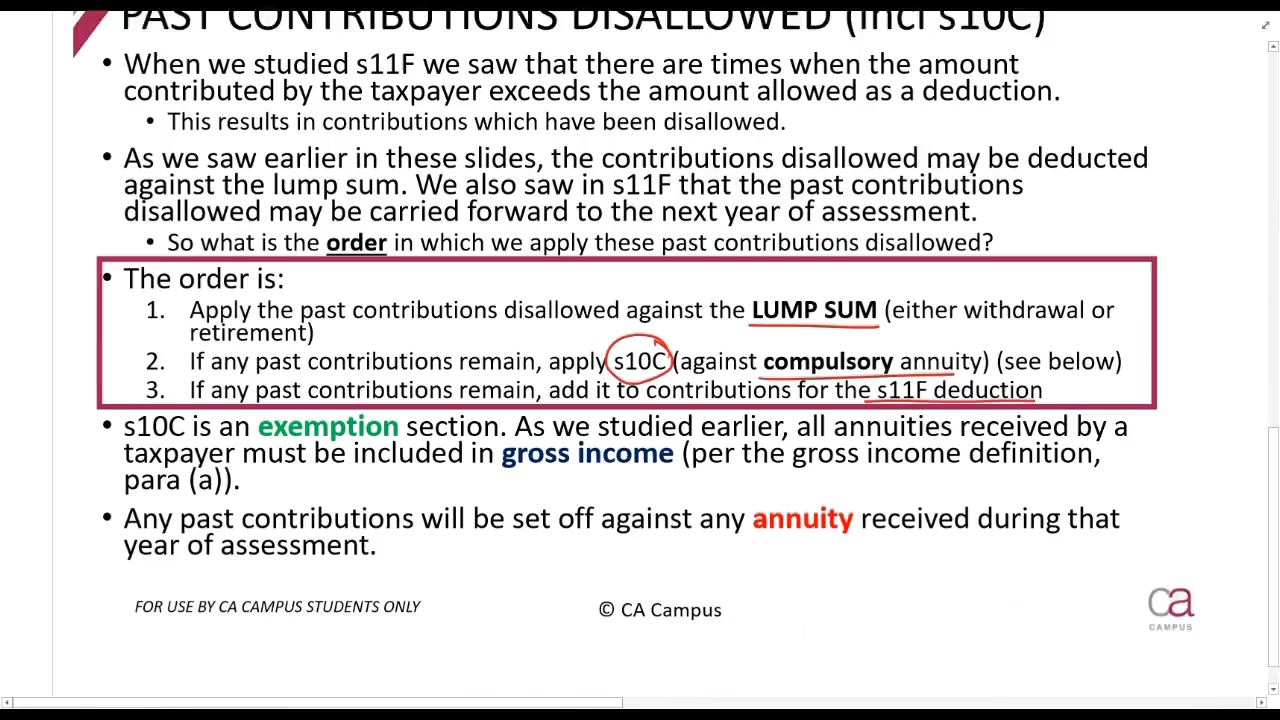 PAST CONTRIBUTIONS DISALLOWED (incl s10C)
• When we studied s11F we saw that there are times when the amount
contributed by the taxpayer exceeds the amount allowed as a deduction.
• This results in contributions which have been disallowed.
• As we saw earlier in these slides, the contributions disallowed may be deducted
against the lump sum. We also saw in s11F that the past contributions
disallowed may be carried forward to the next year of assessment.
• So what is the order in which we apply these past contributions disallowed?
• The order is:
1. Apply the past contributions disallowed against the LUMP SUM (either withdrawal or
retirement)
2. If any past contributions remain, apply s10C (against compulsory annuity) (see below)
3. If any past contributions remain, add it to contributions for the s11F deduction
• s10C is an exemption section. As we studied earlier, all annuities received by a
taxpayer must be included in gross income (per the gross income definition,
para (a)).
• Any past contributions will be set off against any annuity received during that
year of assessment.
FOR USE BY CA CAMPUS STUDENTS ONLY
© CA Campus
ca
CAMPUS